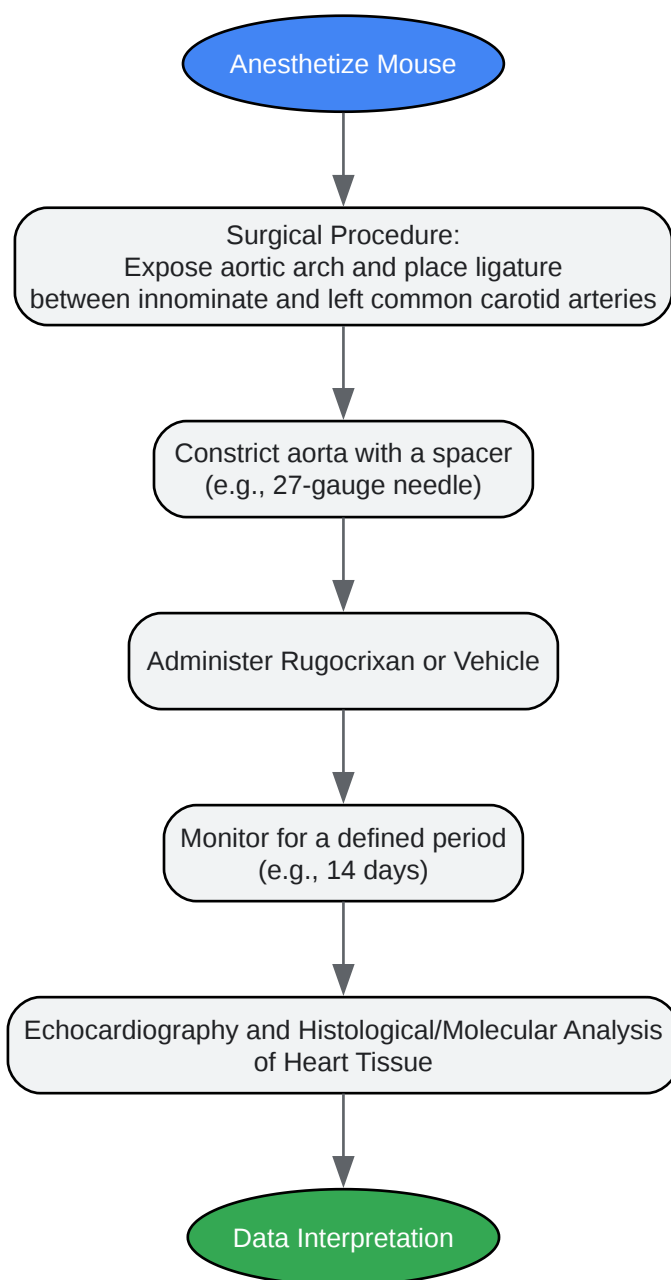 Anesthetize Mouse
Surgical Procedure:
Expose aortic arch and place ligature
between innominate and left common carotid arteries
Constrict aorta with a spacer
(e.g., 27-gauge needle)
Administer Rugocrixan or Vehicle
Monitor for a defined period
(e.g., 14 days)
Echocardiography and Histological/Molecular Analysis
of Heart Tissue
Data Interpretation